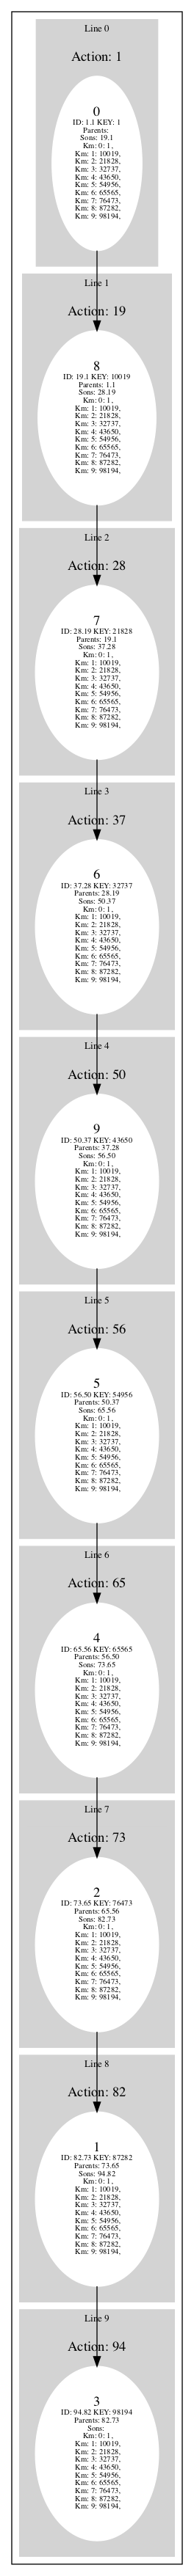 Line 0
Action: 1
0
ID: 1.1 KEY: 1
Parents:
Sons: 19.1
Km: 0: 1,
Km: 1: 10019,
Km: 2: 21828,
Km: 3: 32737,
Km: 4: 43650,
Km: 5: 54956,
Km: 6: 65565,
Km: 7: 76473,
Km: 8: 87282,
Km: 9: 98194,
Line 1
Action: 19
8
ID: 19.1 KEY: 10019
Parents: 1.1
Sons: 28.19
Km: 0: 1,
Km: 1: 10019,
Km: 2: 21828,
Km: 3: 32737,
Km: 4: 43650,
Km: 5: 54956,
Km: 6: 65565,
Km: 7: 76473,
Km: 8: 87282,
Km: 9: 98194,
Line 2
Action: 28
7
ID: 28.19 KEY: 21828
Parents: 19.1
Sons: 37.28
Km: 0: 1,
Km: 1: 10019,
Km: 2: 21828,
Km: 3: 32737,
Km: 4: 43650,
Km: 5: 54956,
Km: 6: 65565,
Km: 7: 76473,
Km: 8: 87282,
Km: 9: 98194,
Line 3
Action: 37
6
ID: 37.28 KEY: 32737
Parents: 28.19
Sons: 50.37
Km: 0: 1,
Km: 1: 10019,
Km: 2: 21828,
Km: 3: 32737,
Km: 4: 43650,
Km: 5: 54956,
Km: 6: 65565,
Km: 7: 76473,
Km: 8: 87282,
Km: 9: 98194,
Line 4
Action: 50
9
ID: 50.37 KEY: 43650
Parents: 37.28
Sons: 56.50
Km: 0: 1,
Km: 1: 10019,
Km: 2: 21828,
Km: 3: 32737,
Km: 4: 43650,
Km: 5: 54956,
Km: 6: 65565,
Km: 7: 76473,
Km: 8: 87282,
Km: 9: 98194,
Line 5
Action: 56
5
ID: 56.50 KEY: 54956
Parents: 50.37
Sons: 65.56
Km: 0: 1,
Km: 1: 10019,
Km: 2: 21828,
Km: 3: 32737,
Km: 4: 43650,
Km: 5: 54956,
Km: 6: 65565,
Km: 7: 76473,
Km: 8: 87282,
Km: 9: 98194,
Line 6
Action: 65
4
ID: 65.56 KEY: 65565
Parents: 56.50
Sons: 73.65
Km: 0: 1,
Km: 1: 10019,
Km: 2: 21828,
Km: 3: 32737,
Km: 4: 43650,
Km: 5: 54956,
Km: 6: 65565,
Km: 7: 76473,
Km: 8: 87282,
Km: 9: 98194,
Line 7
Action: 73
2
ID: 73.65 KEY: 76473
Parents: 65.56
Sons: 82.73
Km: 0: 1,
Km: 1: 10019,
Km: 2: 21828,
Km: 3: 32737,
Km: 4: 43650,
Km: 5: 54956,
Km: 6: 65565,
Km: 7: 76473,
Km: 8: 87282,
Km: 9: 98194,
Line 8
Action: 82
1
ID: 82.73 KEY: 87282
Parents: 73.65
Sons: 94.82
Km: 0: 1,
Km: 1: 10019,
Km: 2: 21828,
Km: 3: 32737,
Km: 4: 43650,
Km: 5: 54956,
Km: 6: 65565,
Km: 7: 76473,
Km: 8: 87282,
Km: 9: 98194,
Line 9
Action: 94
3
ID: 94.82 KEY: 98194
Parents: 82.73
Sons:
Km: 0: 1,
Km: 1: 10019,
Km: 2: 21828,
Km: 3: 32737,
Km: 4: 43650,
Km: 5: 54956,
Km: 6: 65565,
Km: 7: 76473,
Km: 8: 87282,
Km: 9: 98194,